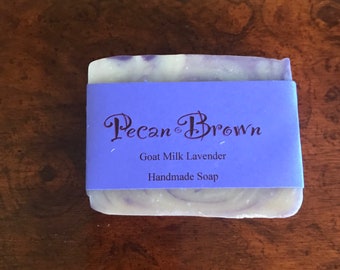 Pecan & Brown
Goat Milk Lavender
Handmade Soap